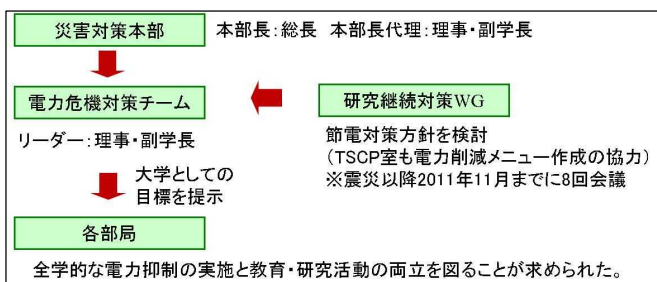 災害対策本部 本部長：総長 本部長代理：理事・副学長
電力危機対策チーム
研究継続対策WG
リーダー：理事・副学長
節電対策方針を検討
（TSCP室も電力削減メニュー作成の協力）
※震災以降2011年11月までに8回会議
大学としての
目標を提示
各部局
全学的な電力抑制の実施と教育・研究活動の両立を図ることが求められた。